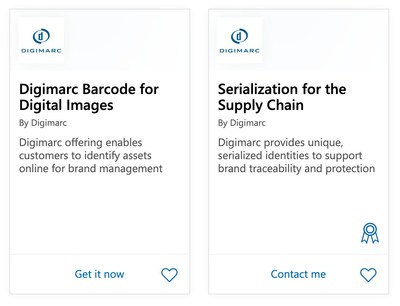 DIGIMARC
Digimarc Barcode for
Digital Images
By Digimarc
Digimarc offering enables
customers to identify assets
online for brand management
Get it now
DIGIMARC
Serialization for the
Supply Chain
By Digimarc
Digimarc provides unique,
serialized identities to support
brand traceability and protection
Contact me